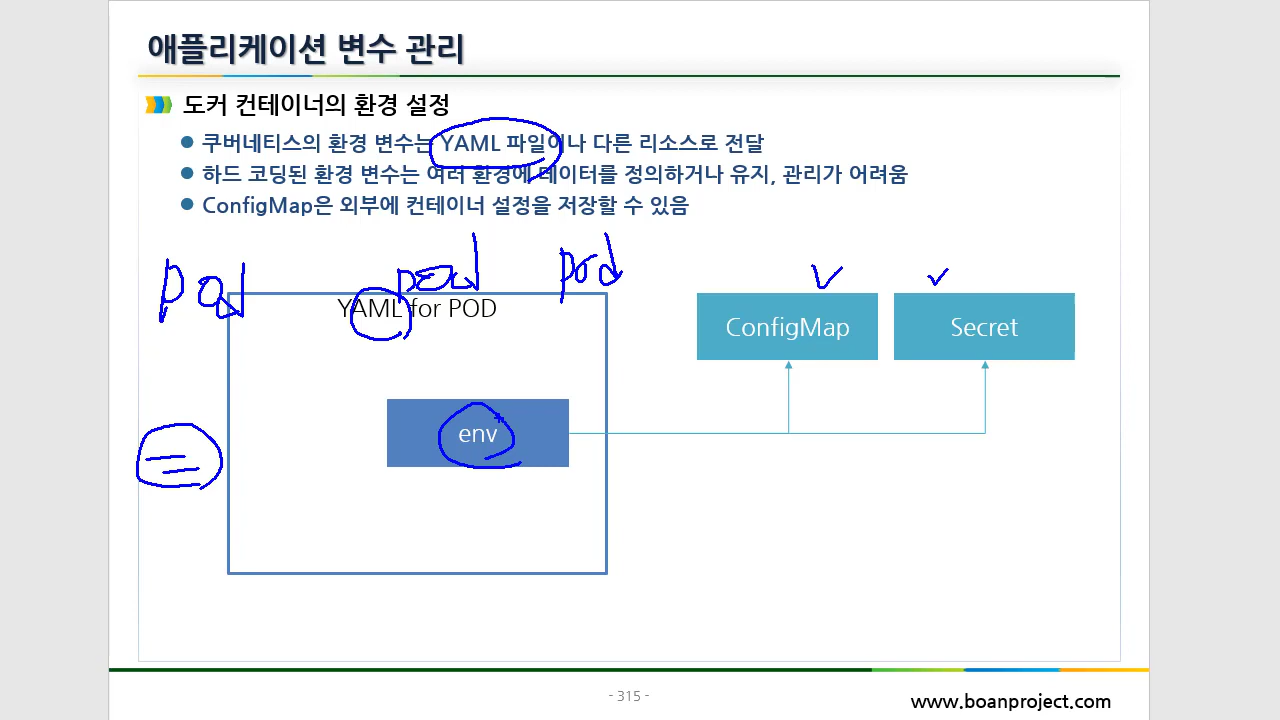 애플리케이션 변수 관리
도커 컨테이너의 환경 설정
쿠버네티스의 환경 변수는 YAML 파일이나 다른 리소스로 전달
하드 코딩된 환경 변수는 여러 환경에 데이터를 정의하거나 유지, 관리가 어려움
ConfigMap은 외부에 컨테이너 설정을 저장할 수 있음
pod pod pod
YAML for POD
ConfigMap Secret
env
- 315 -
www.boanproject.com